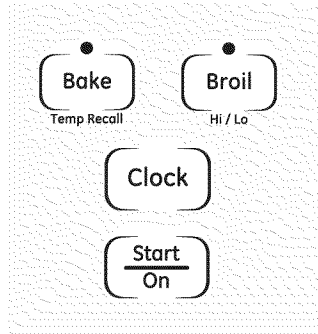 Bake Broil
Temp Recall Hi / Lo
Clock
Start
On